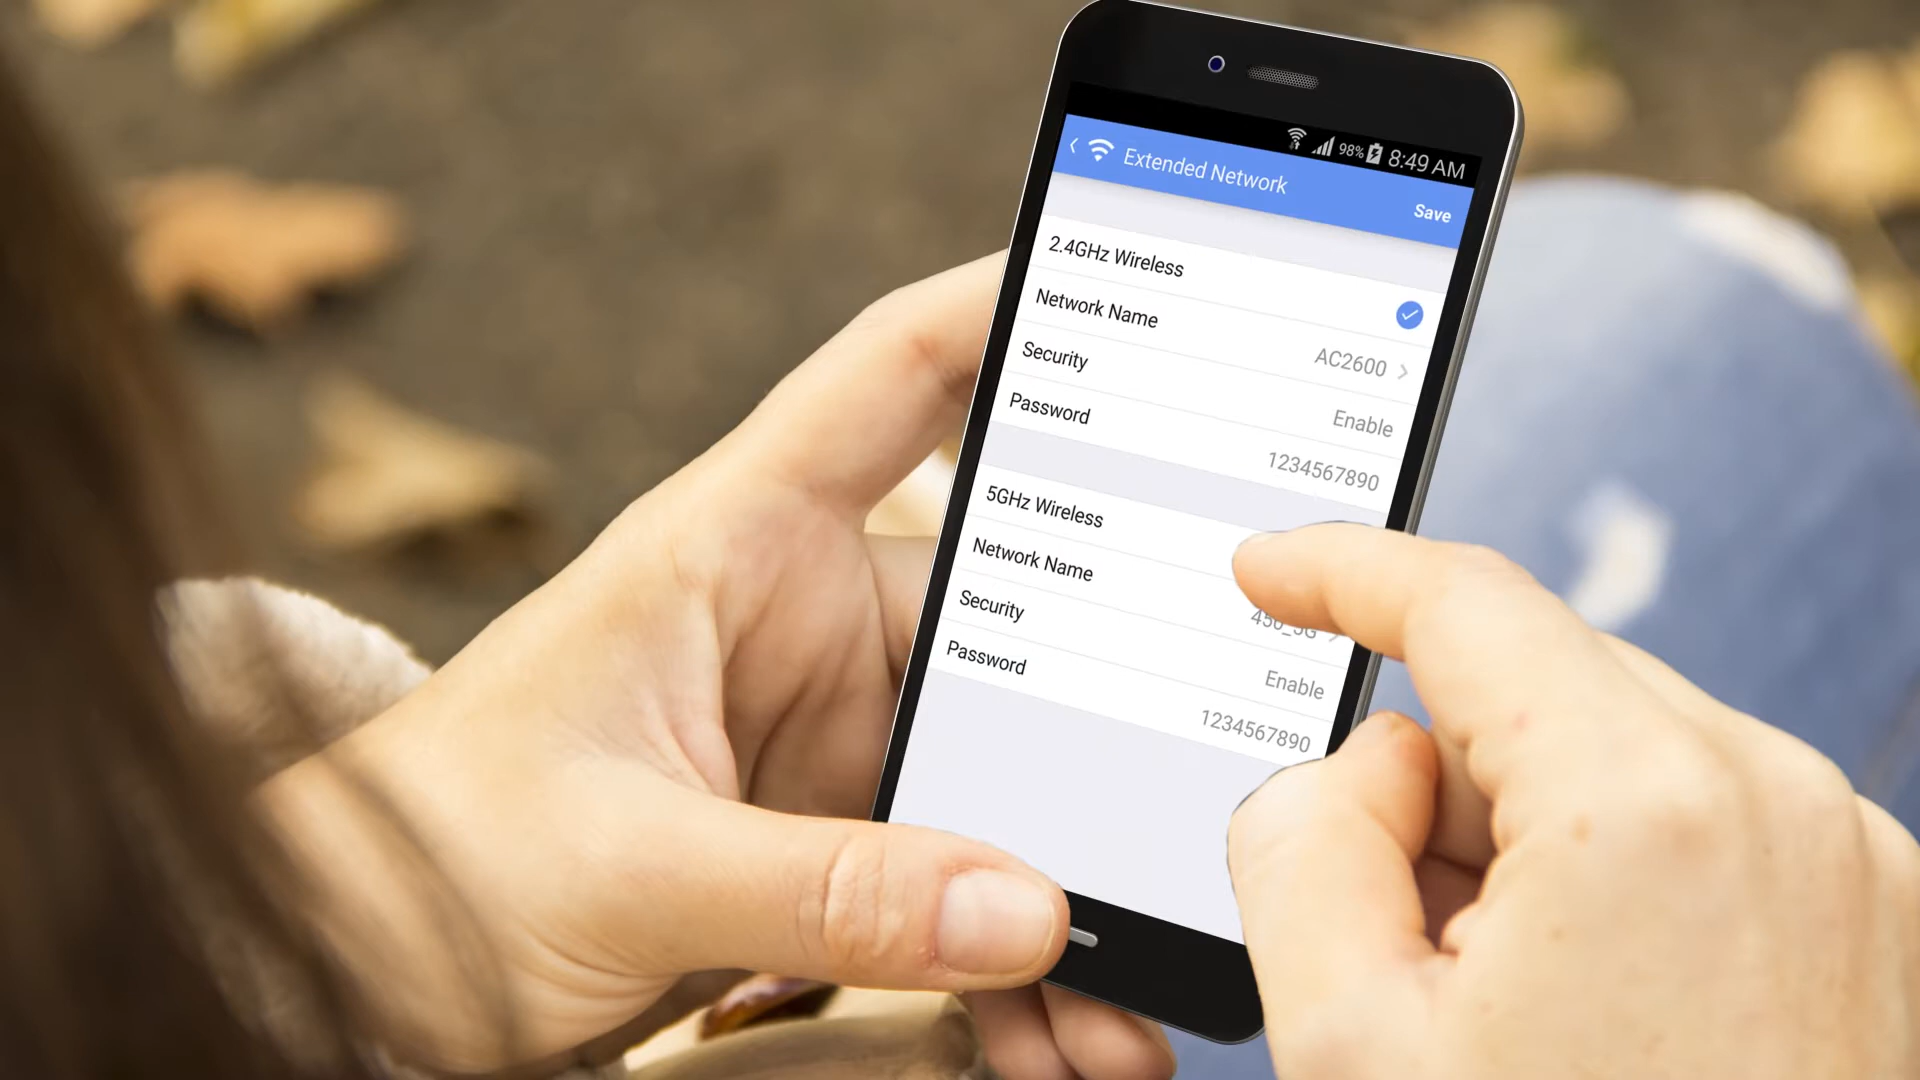 98% 8:49 AM
Extended Network
Save
2.4GHz Wireless
Network Name AC2600
Security Enable
Password 1234567890
5GHz Wireless
Network Name
Security Enable
Password 1234567890